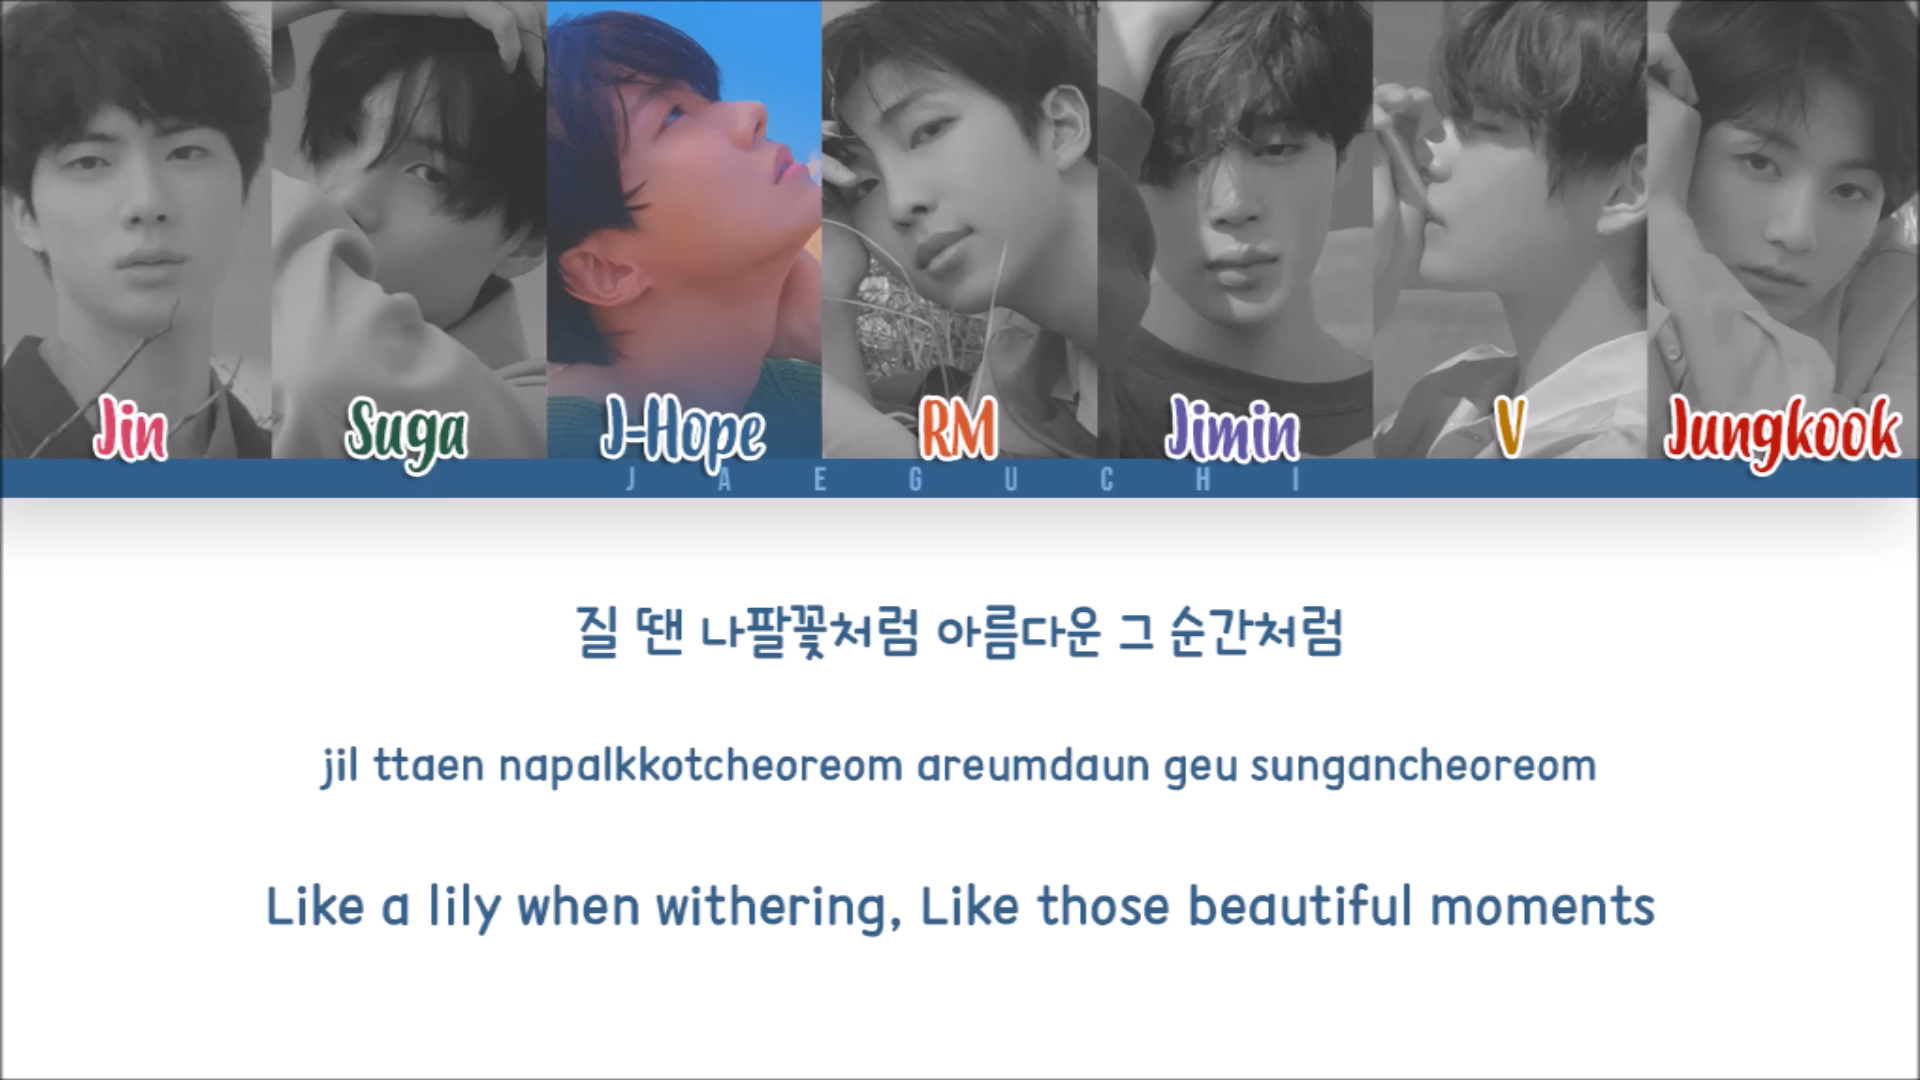 Jin Suga J-Hope RM Jimin V Jungkook
JAEGUCHI
질 땐 나팔꽃처럼 아름다운 그 순간처럼
jil ttaen napalkkotcheoreom areumdaun geu sungancheoreom
Like a lily when withering, Like those beautiful moments